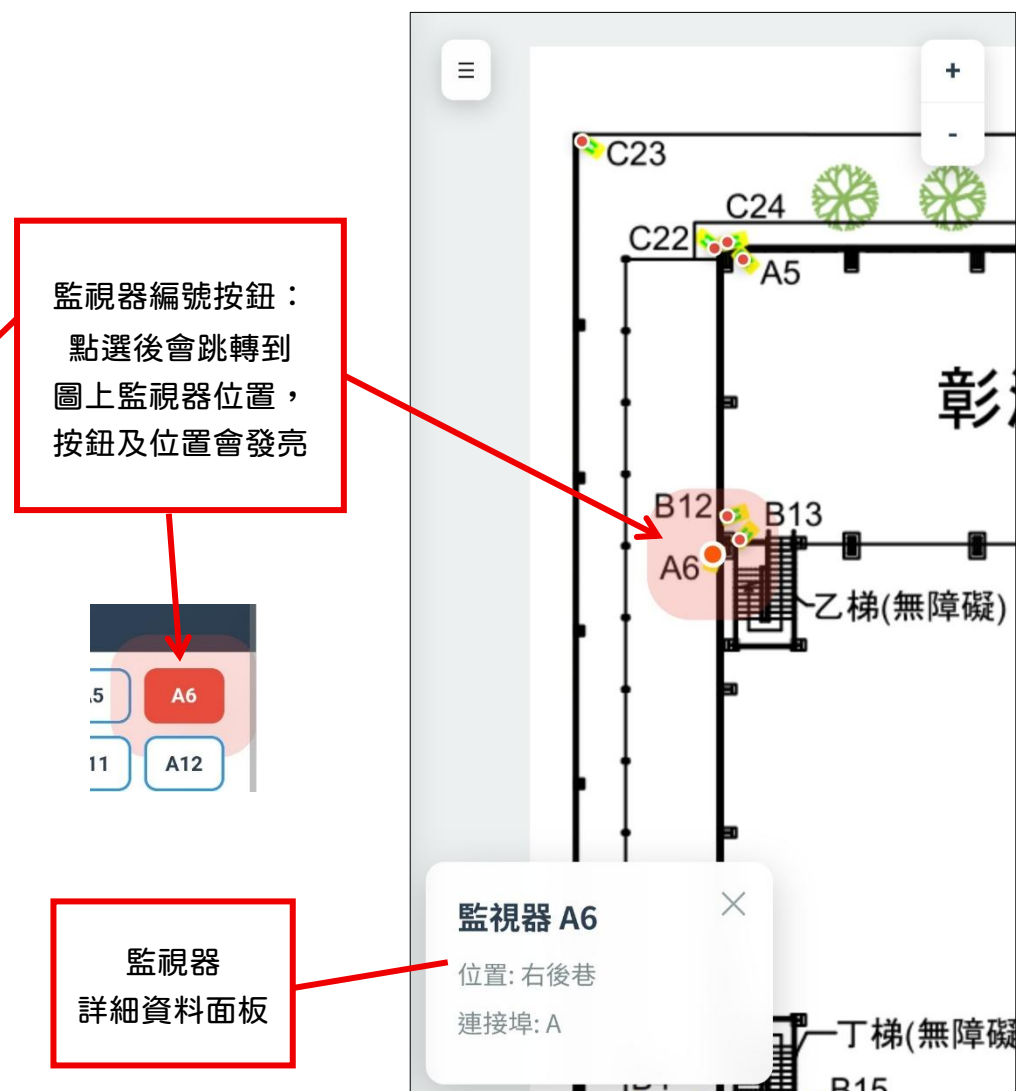 監視器編號按鈕：
點選後會跳轉到
圖上監視器位置，
按鈕及位置會發亮
A6
11
A12
監視器
詳細資料面板
☰
+
-
C23
C24
C22
A5
B12
B13
A6
乙梯(無障礙)
監視器 A6
位置: 右後巷
連接埠: A
丁梯(無障礙
B15